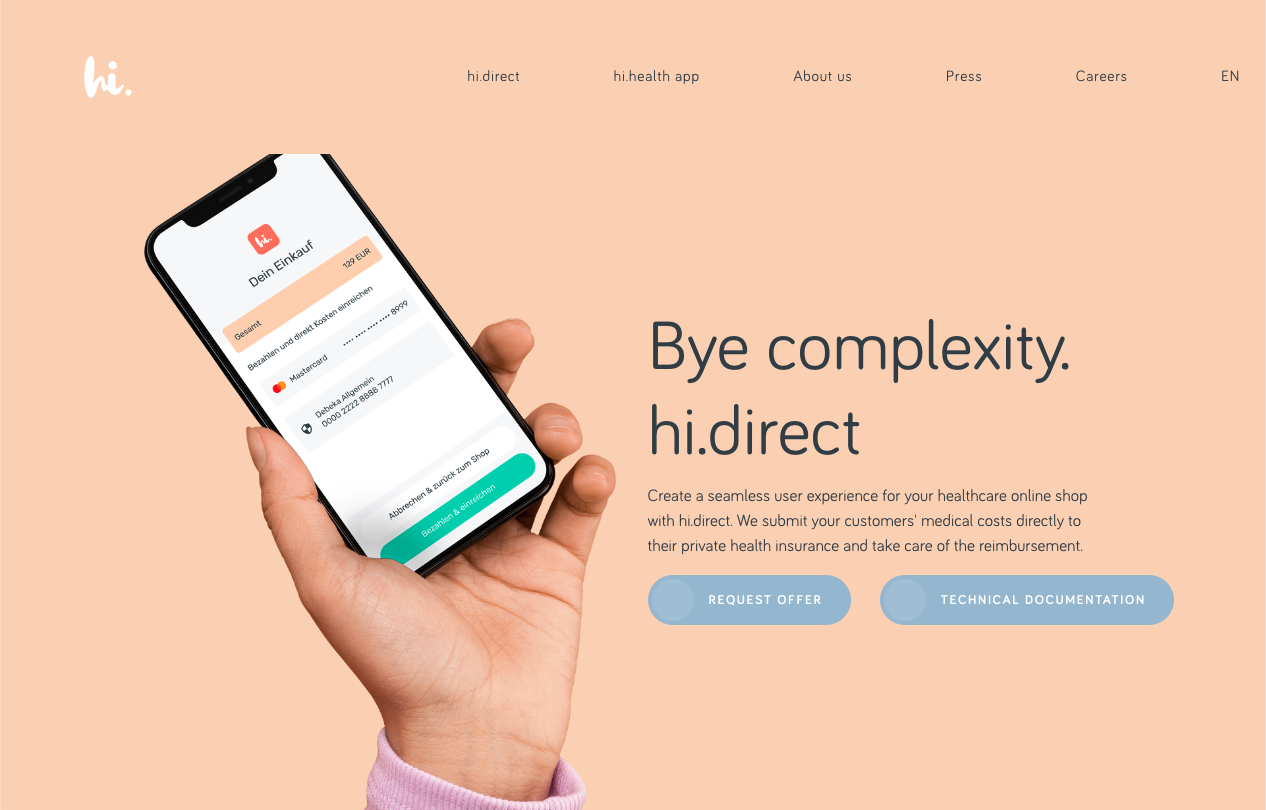 hi.
hi.direct
hi.health app
About us
Press
Careers
EN
hi.
Dein Einkauf
Gesamt
129 EUR
Bezahlen und direkt Kosten einreichen
Mastercard
•••• •••• •••• •••• 8999
Debeka Allgemein
0000 2222 8888 7777
Abbrechen & zurück zum Shop
Bezahlen & einreichen
Bye complexity.
hi.direct
Create a seamless user experience for your healthcare online shop
with hi.direct. We submit your customers' medical costs directly to
their private health insurance and take care of the reimbursement.
REQUEST OFFER
TECHNICAL DOCUMENTATION